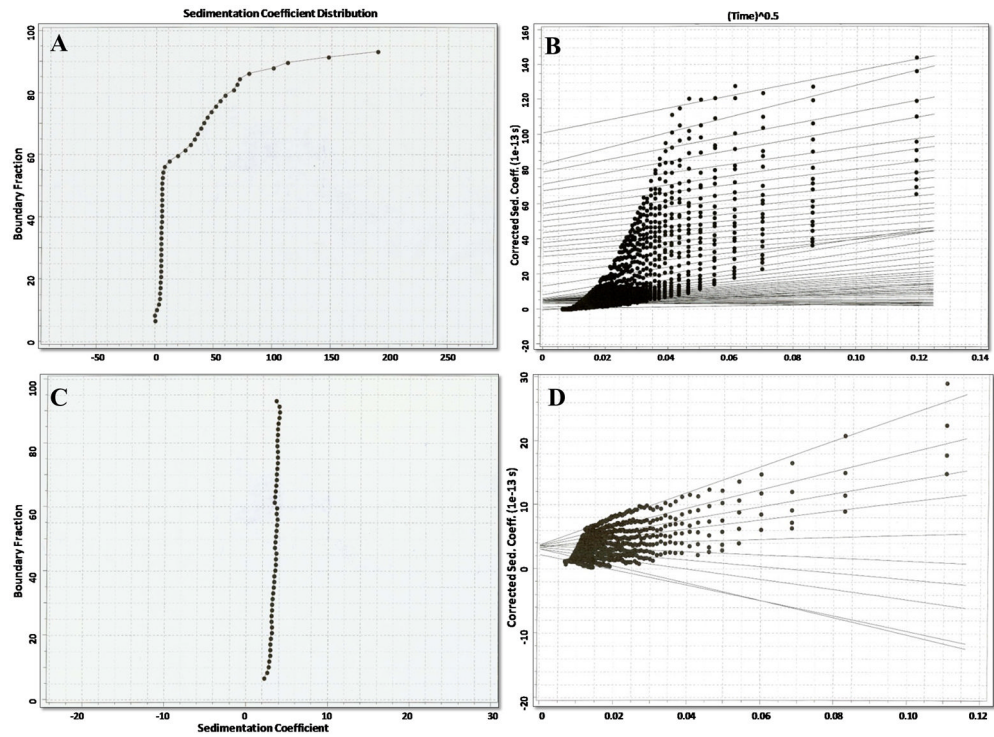 Sedimentation Coefficient Distribution
A
Boundary Fraction
100
80
60
40
20
0
-50 0 50 100 150 200 250
(Time)^0.5
B
Corrected Sed. Coeff. (1e-13 s)
160
140
120
100
80
60
40
20
0
-20
0 0.02 0.04 0.06 0.08 0.10 0.12 0.14
C
Boundary Fraction
100
80
60
40
20
0
-20 -10 0 10 20 30
Sedimentation Coefficient
D
Corrected Sed. Coeff. (1e-13 s)
30
20
10
0
-10
-20
0 0.02 0.04 0.06 0.08 0.10 0.12